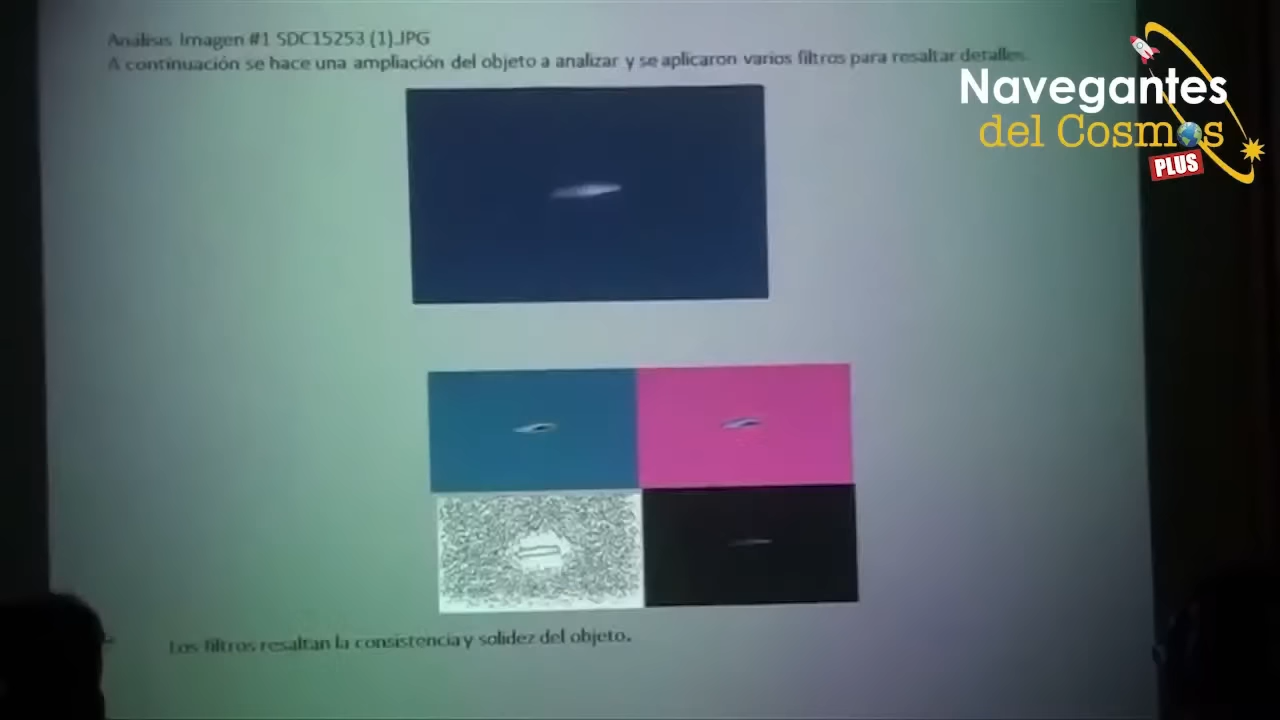 Análisis Imagen #1 SDC15253 (1).JPG
A continuación se hace una ampliación del objeto a analizar y se aplicaron varios filtros para resaltar detalles.
Navegantes
del Cosmos
PLUS
Los filtros resaltan la consistencia y solidez del objeto.